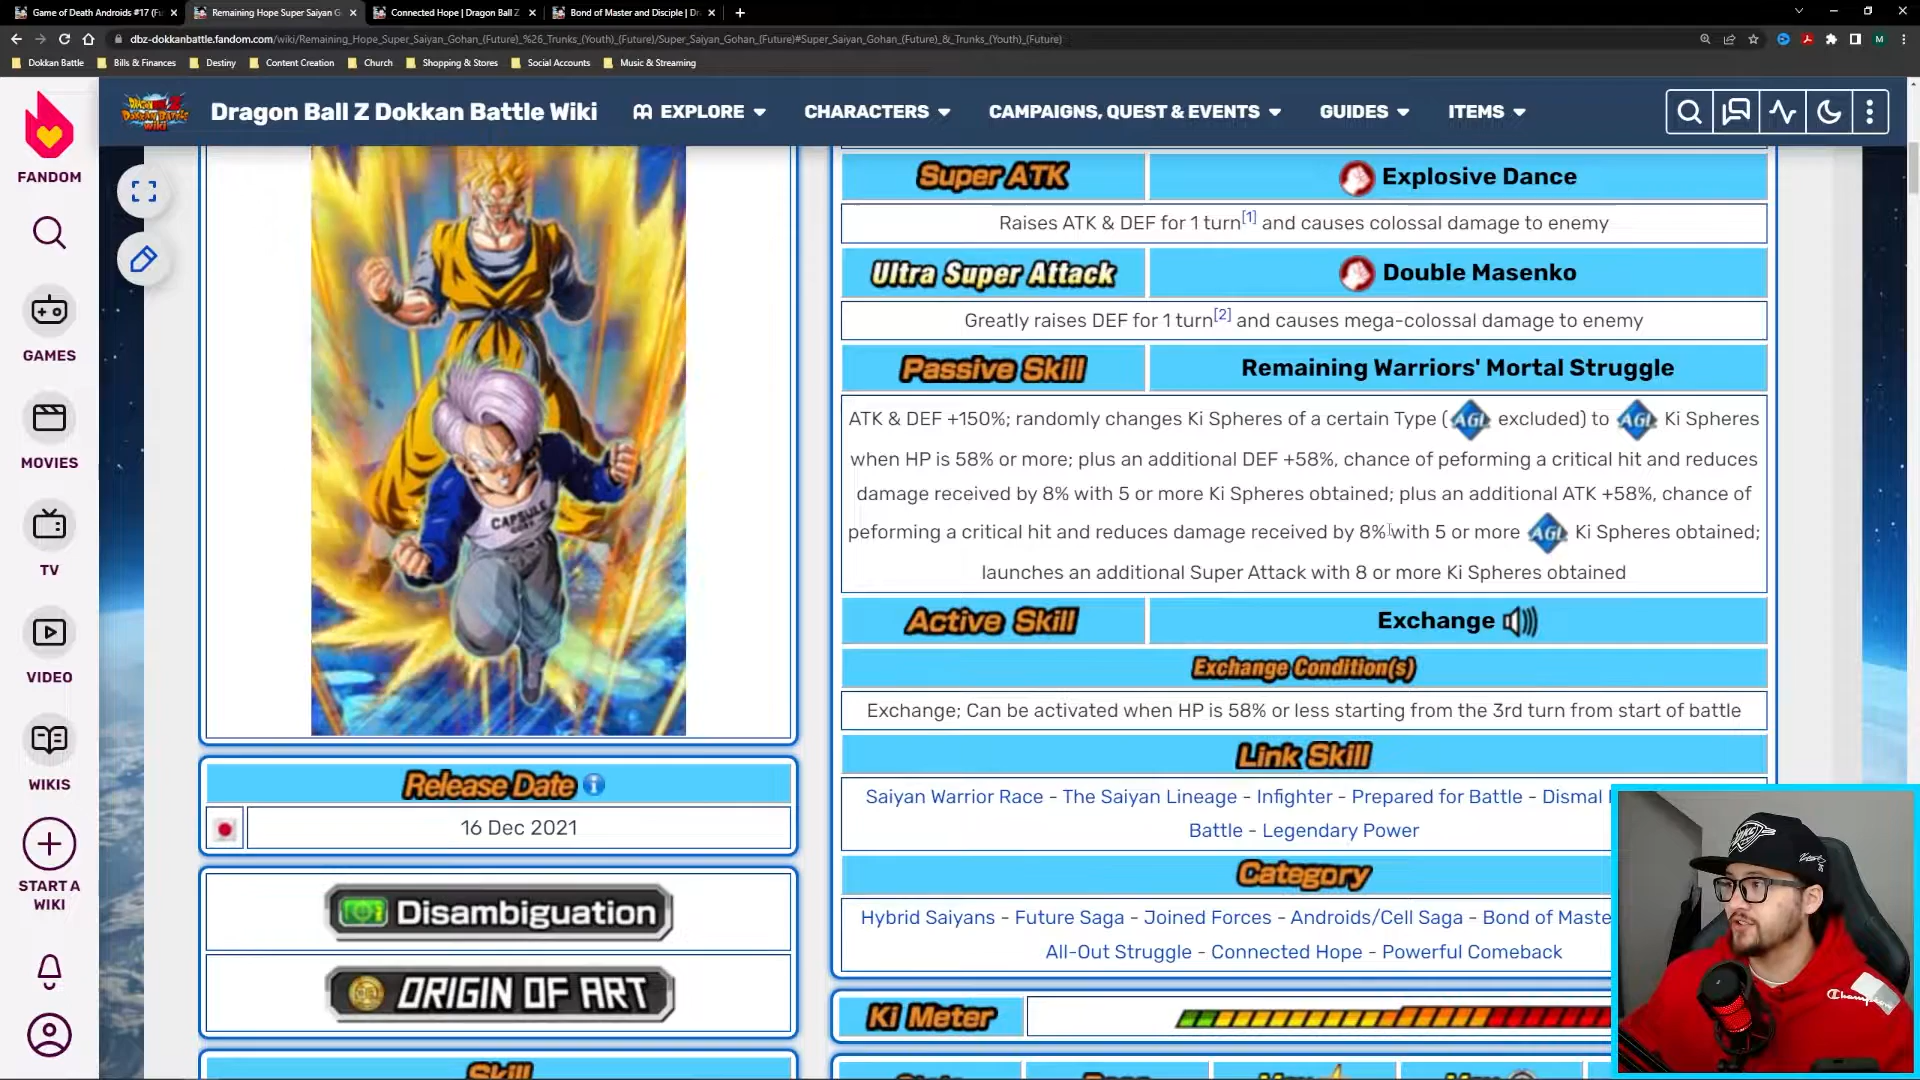 Game of Death Androids #17 (Fu
Remaining Hope Super Saiyan G
Connected Hope | Dragon Ball Z
Bond of Master and Disciple | D
dbz-dokkanbattle.fandom.com/wiki/Remaining_Hope_Super_Saiyan_Gohan_(Future)_%26_Trunks_(Youth)_(Future)/Super_Saiyan_Gohan_(Future)#Super_Saiyan_Gohan_(Future)_&_Trunks_(Youth)_(Future)
M
Dokkan Battle
Bills & Finances
Destiny
Content Creation
Church
Shopping & Stores
Social Accounts
Music & Streaming
Dragon Ball Z Dokkan Battle Wiki
EXPLORE
CHARACTERS
CAMPAIGNS, QUEST & EVENTS
GUIDES
ITEMS
FANDOM
GAMES
MOVIES
TV
VIDEO
WIKIS
START A
WIKI
CAPSULE
Release Date
16 Dec 2021
Disambiguation
ORIGIN OF ART
Skill
Super ATK
Explosive Dance
Raises ATK & DEF for 1 turn[1] and causes colossal damage to enemy
Ultra Super Attack
Double Masenko
Greatly raises DEF for 1 turn[2] and causes mega-colossal damage to enemy
Passive Skill
Remaining Warriors' Mortal Struggle
ATK & DEF +150%; randomly changes Ki Spheres of a certain Type (AGL excluded) to AGL Ki Spheres
when HP is 58% or more; plus an additional DEF +58%, chance of peforming a critical hit and reduces
damage received by 8% with 5 or more Ki Spheres obtained; plus an additional ATK +58%, chance of
peforming a critical hit and reduces damage received by 8% with 5 or more AGL Ki Spheres obtained;
launches an additional Super Attack with 8 or more Ki Spheres obtained
Active Skill
Exchange
Exchange Condition(s)
Exchange; Can be activated when HP is 58% or less starting from the 3rd turn from start of battle
Link Skill
Saiyan Warrior Race - The Saiyan Lineage - Infighter - Prepared for Battle - Dismal
Battle - Legendary Power
Category
Hybrid Saiyans - Future Saga - Joined Forces - Androids/Cell Saga - Bond of Maste
All-Out Struggle - Connected Hope - Powerful Comeback
Ki Meter
Champion